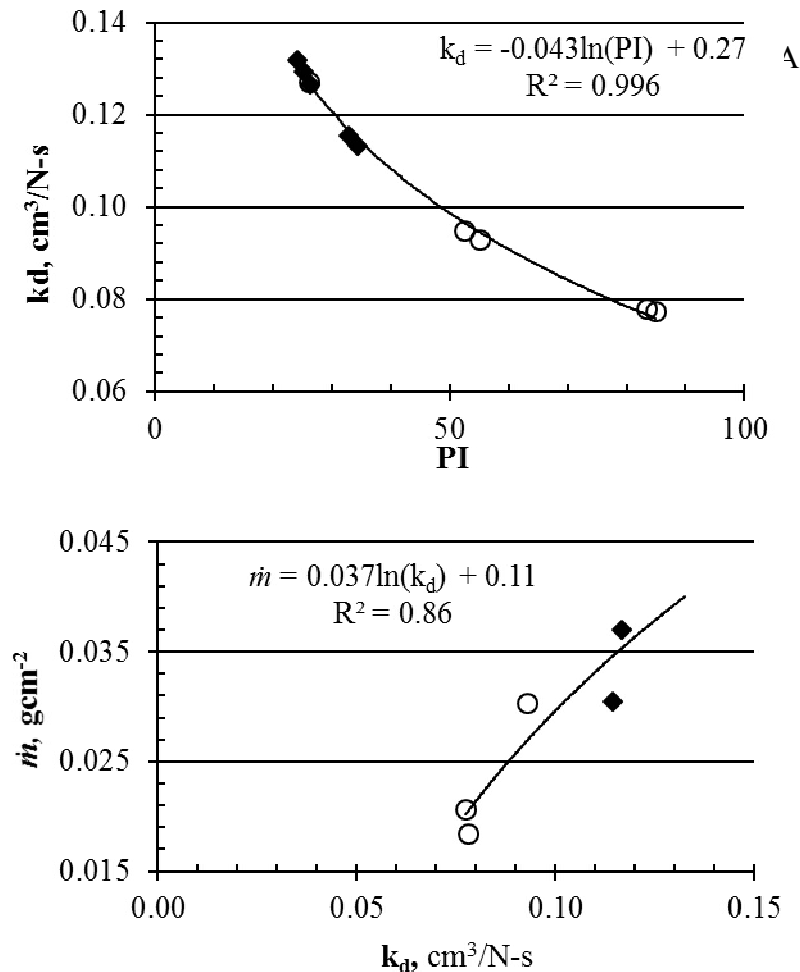 0.14
k_d = -0.043ln(PI) + 0.27
A
R² = 0.996
0.12
0.10
0.08
0.06
kd, cm³/N-s
0 50 100
PI
0.045
ṁ = 0.037ln(k_d) + 0.11
R² = 0.86
0.035
0.025
0.015
ṁ, gcm⁻²
0.00 0.05 0.10 0.15
k_d, cm³/N-s